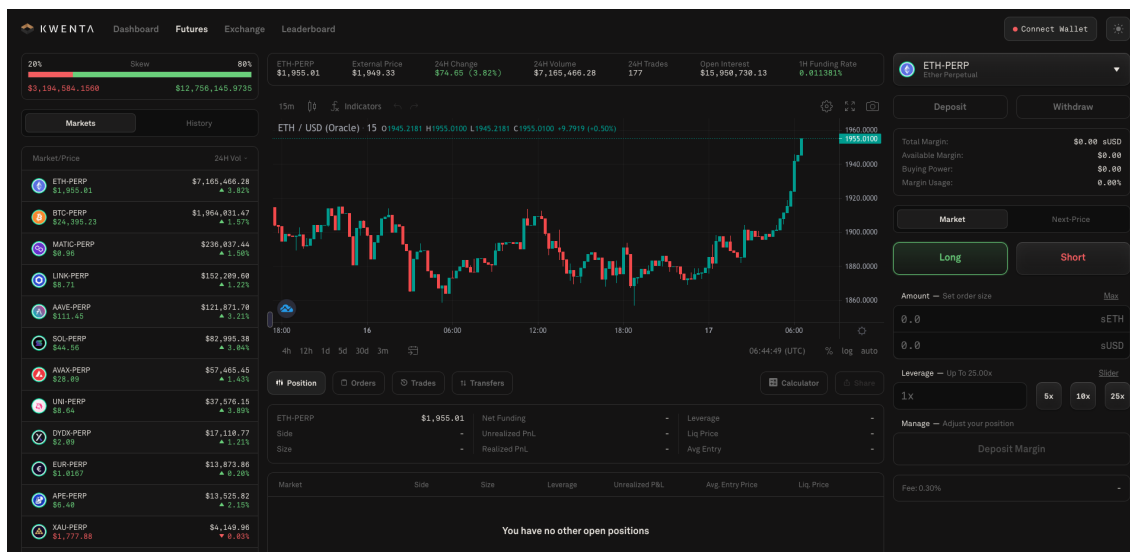 KWENTA Dashboard Futures Exchange Leaderboard
Connect Wallet
20% Skew 80%
$3,194,584.1560 $12,756,145.9735
Markets History
Market/Price 24H Vol
ETH-PERP $7,165,466.28
$1,955.01 ▲ 3.82%
BTC-PERP $1,964,031.47
$24,395.23 ▲ 1.57%
MATIC-PERP $236,037.44
$0.96 ▲ 1.50%
LINK-PERP $152,209.60
$8.71 ▲ 1.22%
AAVE-PERP $121,871.70
$111.45 ▲ 3.21%
SOL-PERP $82,995.38
$44.56 ▲ 3.04%
AVAX-PERP $57,465.45
$28.09 ▲ 1.43%
UNI-PERP $37,576.15
$8.64 ▲ 3.89%
DYDX-PERP $17,110.77
$2.09 ▲ 1.21%
EUR-PERP $13,873.86
$1.0167 ▲ 0.20%
APE-PERP $13,525.82
$6.40 ▲ 2.15%
XAU-PERP $4,149.96
$1,777.88 ▼ 0.03%
ETH-PERP External Price 24H Change 24H Volume 24H Trades Open Interest 1H Funding Rate
$1,955.01 $1,949.33 $74.65 (3.82%) $7,165,466.28 177 $15,950,730.13 0.011381%
15m Indicators
ETH / USD (Oracle) · 15 O1945.2181 H1955.0100 L1945.2181 C1955.0100 +9.7919 (+0.50%)
1960.0000
1955.0100
1940.0000
1920.0000
1900.0000
1880.0000
1860.0000
18:00 16 06:00 12:00 18:00 17 06:00
4h 12h 1d 5d 30d 3m 06:44:49 (UTC) % log auto
Position Orders Trades Transfers Calculator Share
ETH-PERP $1,955.01 Net Funding - Leverage -
Side - Unrealized PnL - Liq Price -
Size - Realized PnL - Avg Entry -
Market Side Size Leverage Unrealized P&L Avg. Entry Price Liq. Price
You have no other open positions
ETH-PERP
Ether Perpetual
Deposit Withdraw
Total Margin: $0.00 sUSD
Available Margin: $0.00
Buying Power: $0.00
Margin Usage: 0.00%
Market Next-Price
Long Short
Amount — Set order size Max
0.0 sETH
0.0 sUSD
Leverage — Up To 25.00x Slider
1x 5x 10x 25x
Manage — Adjust your position
Deposit Margin
Fee: 0.30% -